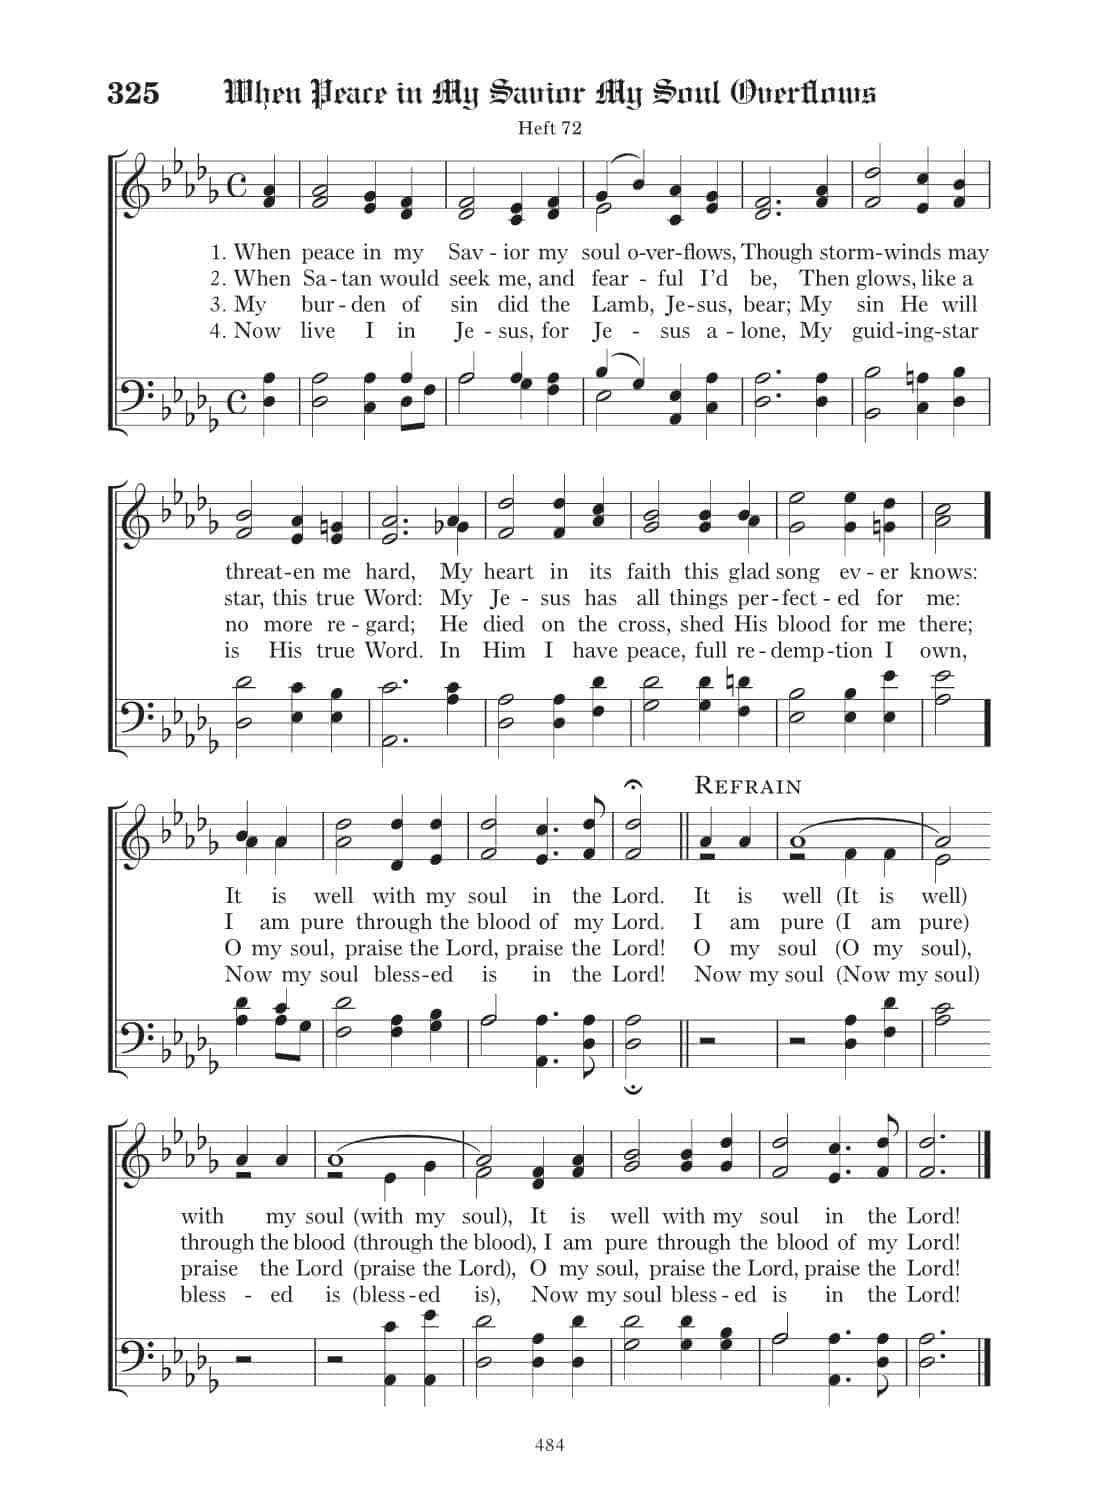 325 When Peace in My Savior My Soul Overflows
Heft 72
1. When peace in my Sav - ior my soul o-ver-flows, Though storm-winds may
2. When Sa - tan would seek me, and fear - ful I'd be, Then glows, like a
3. My bur - den of sin did the Lamb, Je-sus, bear; My sin He will
4. Now live I in Je - sus, for Je - sus a - lone, My guid-ing-star
threat-en me hard, My heart in its faith this glad song ev - er knows:
star, this true Word: My Je - sus has all things per-fect - ed for me:
no more re - gard; He died on the cross, shed His blood for me there;
is His true Word. In Him I have peace, full re - demp-tion I own,
REFRAIN
It is well with my soul in the Lord. It is well (It is well)
I am pure through the blood of my Lord. I am pure (I am pure)
O my soul, praise the Lord, praise the Lord! O my soul (O my soul),
Now my soul bless-ed is in the Lord! Now my soul (Now my soul)
with my soul (with my soul), It is well with my soul in the Lord!
through the blood (through the blood), I am pure through the blood of my Lord!
praise the Lord (praise the Lord), O my soul, praise the Lord, praise the Lord!
bless - ed is (bless-ed is), Now my soul bless - ed is in the Lord!
484